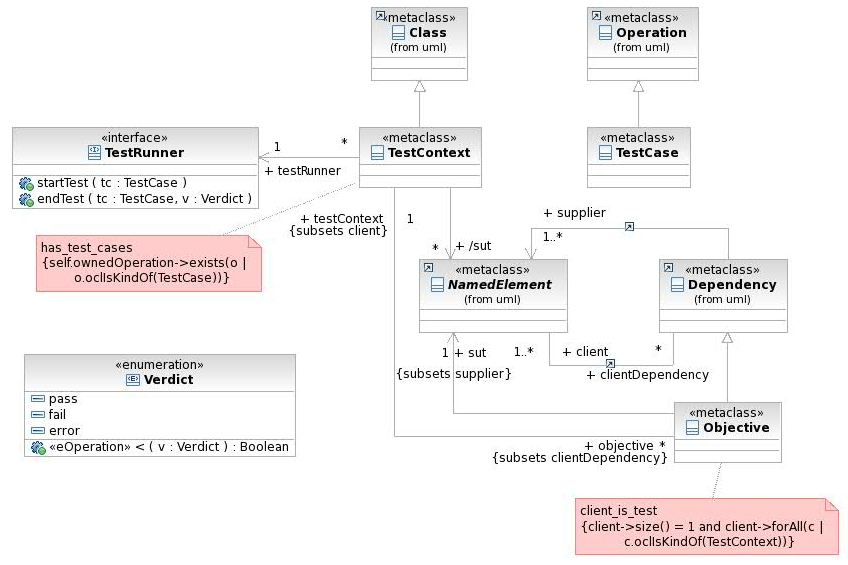 «metaclass»
Class
(from uml)
«metaclass»
Operation
(from uml)
«interface»
TestRunner
startTest ( tc : TestCase )
endTest ( tc : TestCase, v : Verdict )
1
*
+ testRunner
«metaclass»
TestContext
«metaclass»
TestCase
has_test_cases
{self.ownedOperation->exists(o |
o.oclIsKindOf(TestCase))}
+ testContext
{subsets client}
1
* + /sut
+ supplier
1..*
«metaclass»
NamedElement
(from uml)
«metaclass»
Dependency
(from uml)
«enumeration»
Verdict
pass
fail
error
«eOperation» < ( v : Verdict ) : Boolean
1 + sut
{subsets supplier}
1..*
+ client
*
+ clientDependency
«metaclass»
Objective
+ objective *
{subsets clientDependency}
client_is_test
{client->size() = 1 and client->forAll(c |
c.oclIsKindOf(TestContext))}